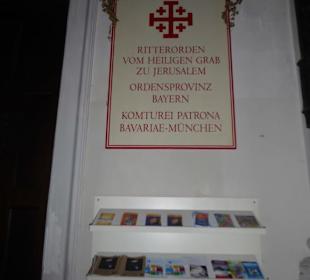 RITTERORDEN
VOM HEILIGEN GRAB
ZU JERUSALEM
ORDENSPROVINZ
BAYERN
KOMTUREI PATRONA
BAVARIAE-MÜNCHEN